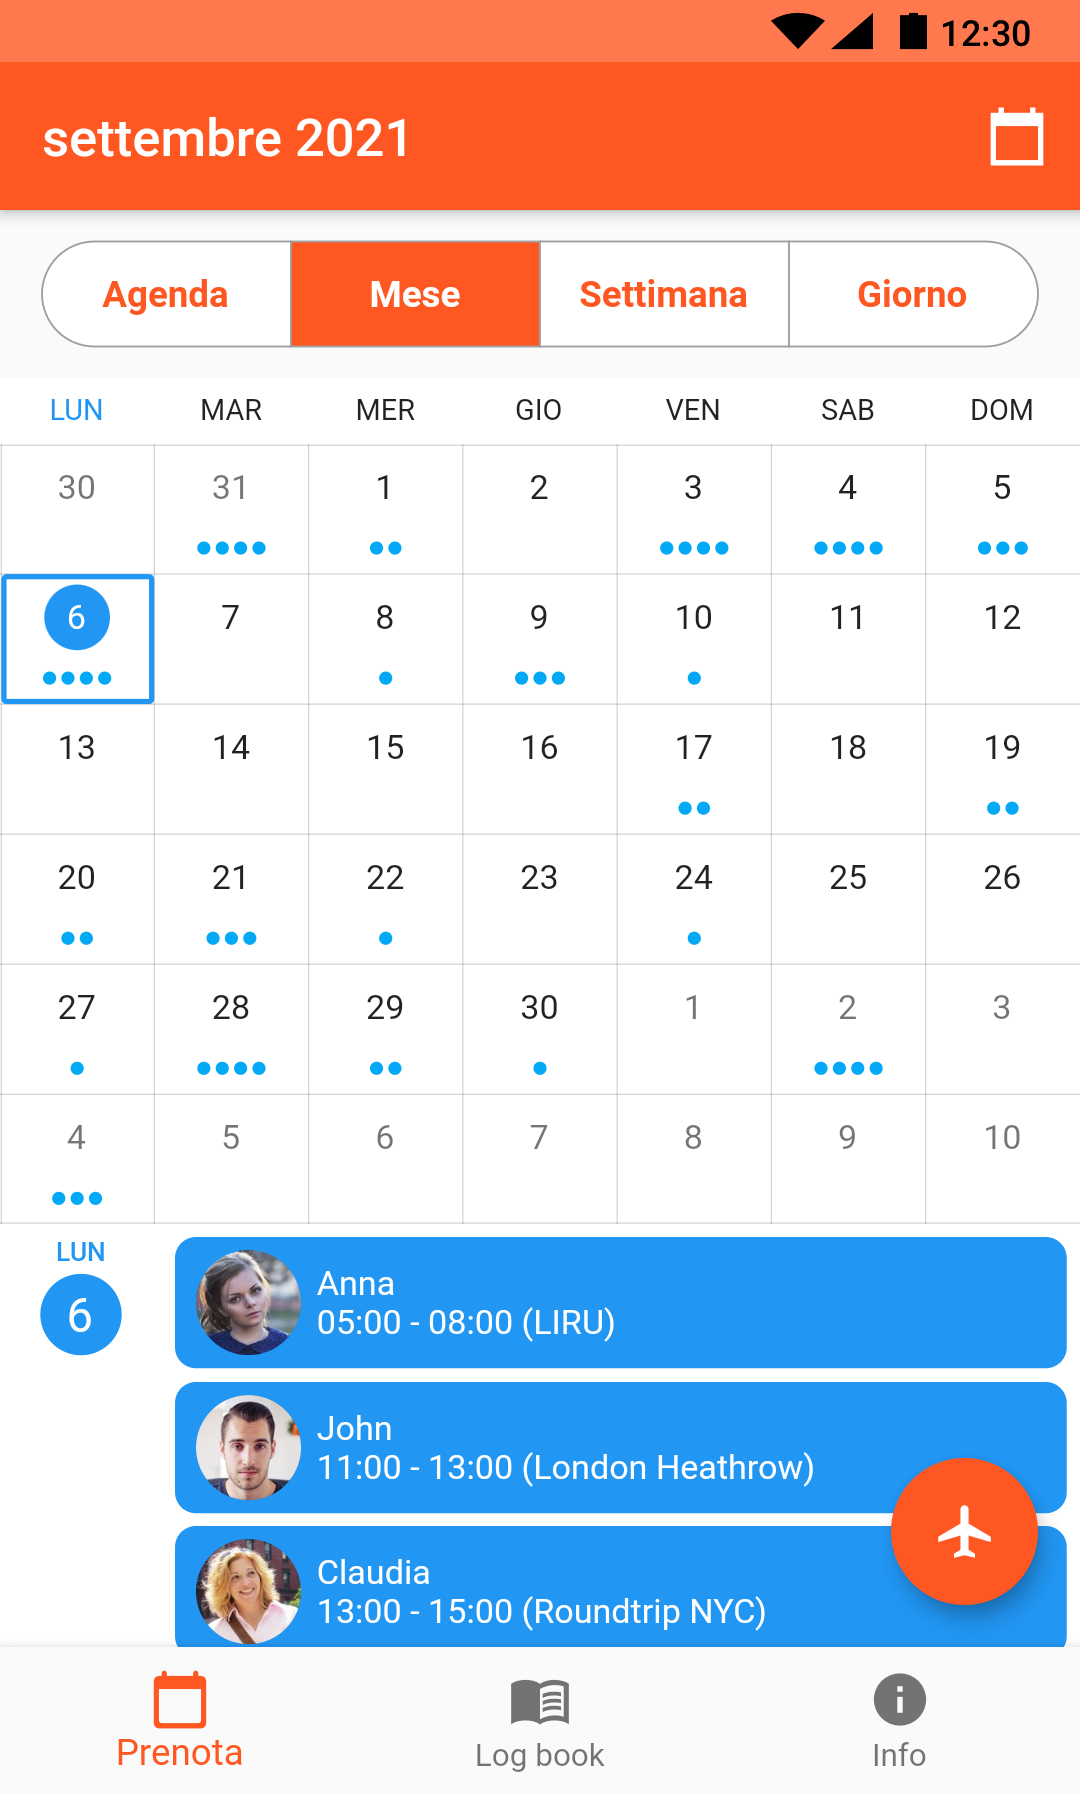 12:30
settembre 2021
Agenda Mese Settimana Giorno
LUN MAR MER GIO VEN SAB DOM
30 31 1 2 3 4 5
6 7 8 9 10 11 12
13 14 15 16 17 18 19
20 21 22 23 24 25 26
27 28 29 30 1 2 3
4 5 6 7 8 9 10
LUN
6
Anna
05:00 - 08:00 (LIRU)
John
11:00 - 13:00 (London Heathrow)
Claudia
13:00 - 15:00 (Roundtrip NYC)
Prenota Log book Info